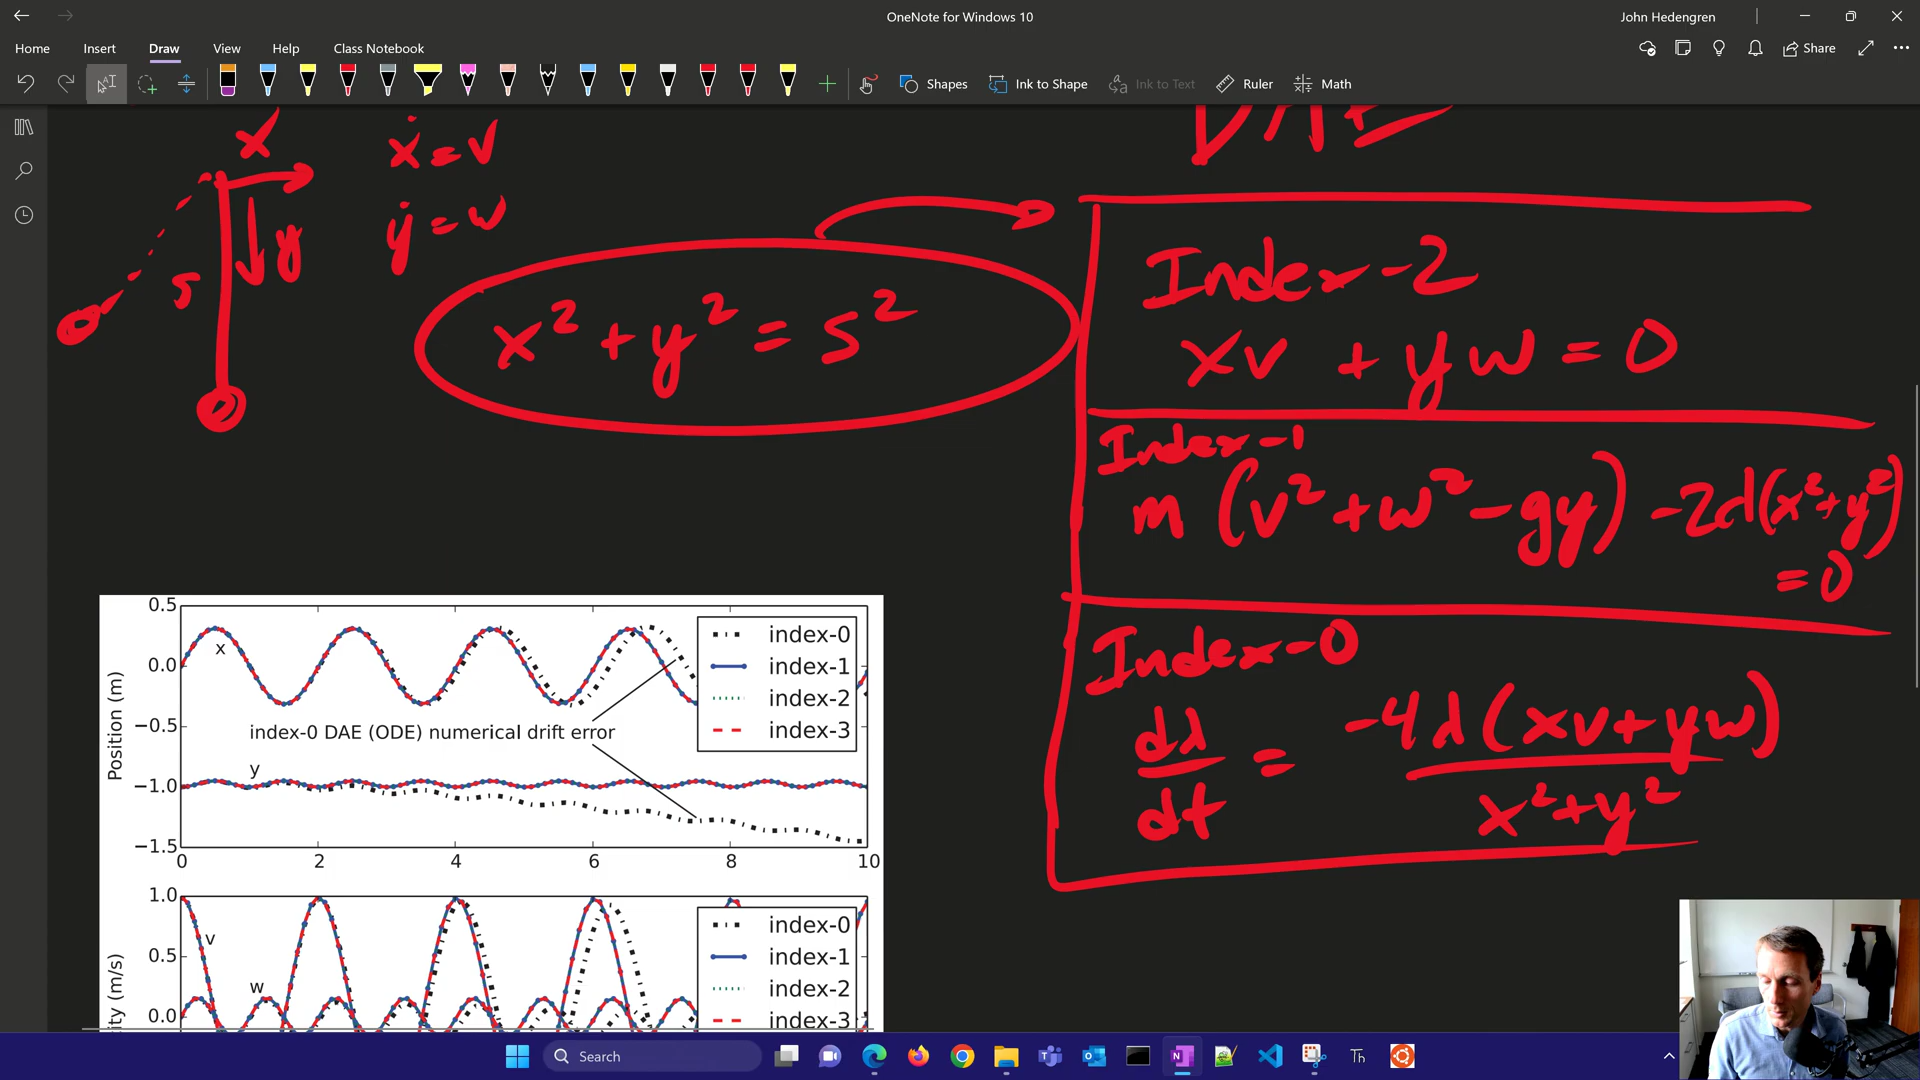 OneNote for Windows 10
John Hedengren
Home Insert Draw View Help Class Notebook
Share
Shapes Ink to Shape Ink to Text Ruler Math
DAE
x
ẋ = v
y
ẏ = w
s
x² + y² = s²
Index-2
xv + yw = 0
Index-1
m (v² + w² - gy) - 2λ(x² + y²)
= 0
Index-0
dλ/dt = -4λ(xv + yw)/x² + y²
0.5
0.0
−0.5
−1.0
−1.5
Position (m)
x
index-0 DAE (ODE) numerical drift error
y
index-0
index-1
index-2
index-3
0 2 4 6 8 10
1.0
0.5
0.0
v
w
index-0
index-1
index-2
index-3
Search
Th